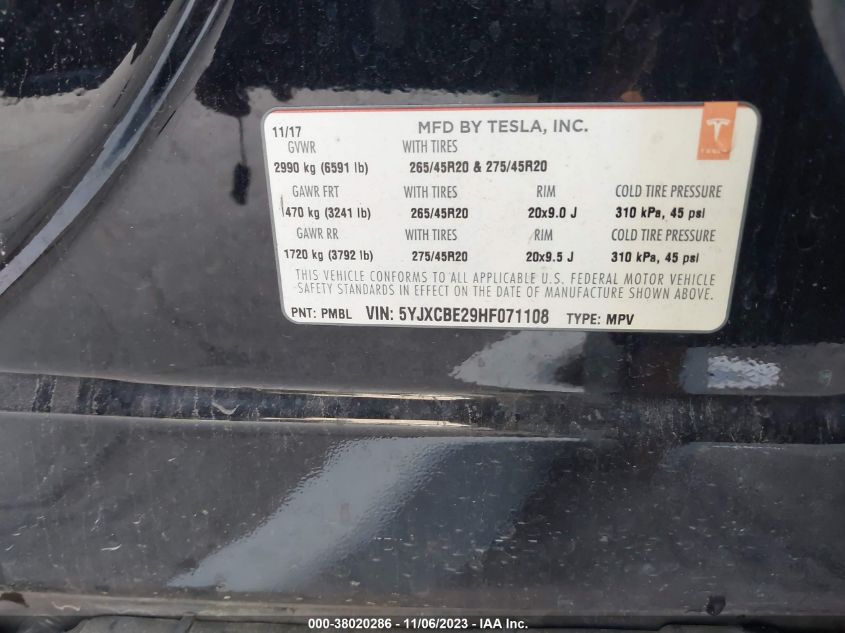 11/17 MFD BY TESLA, INC.
GVWR WITH TIRES
2990 kg (6591 lb) 265/45R20 & 275/45R20
GAWR FRT WITH TIRES RIM COLD TIRE PRESSURE
1470 kg (3241 lb) 265/45R20 20x9.0 J 310 kPa, 45 psi
GAWR RR WITH TIRES RIM COLD TIRE PRESSURE
1720 kg (3792 lb) 275/45R20 20x9.5 J 310 kPa, 45 psi
THIS VEHICLE CONFORMS TO ALL APPLICABLE U.S. FEDERAL MOTOR VEHICLE
SAFETY STANDARDS IN EFFECT ON THE DATE OF MANUFACTURE SHOWN ABOVE.
PNT: PMBL VIN: 5YJXCBE29HF071108 TYPE: MPV
TESLA
000-38020286 - 11/06/2023 - IAA Inc.